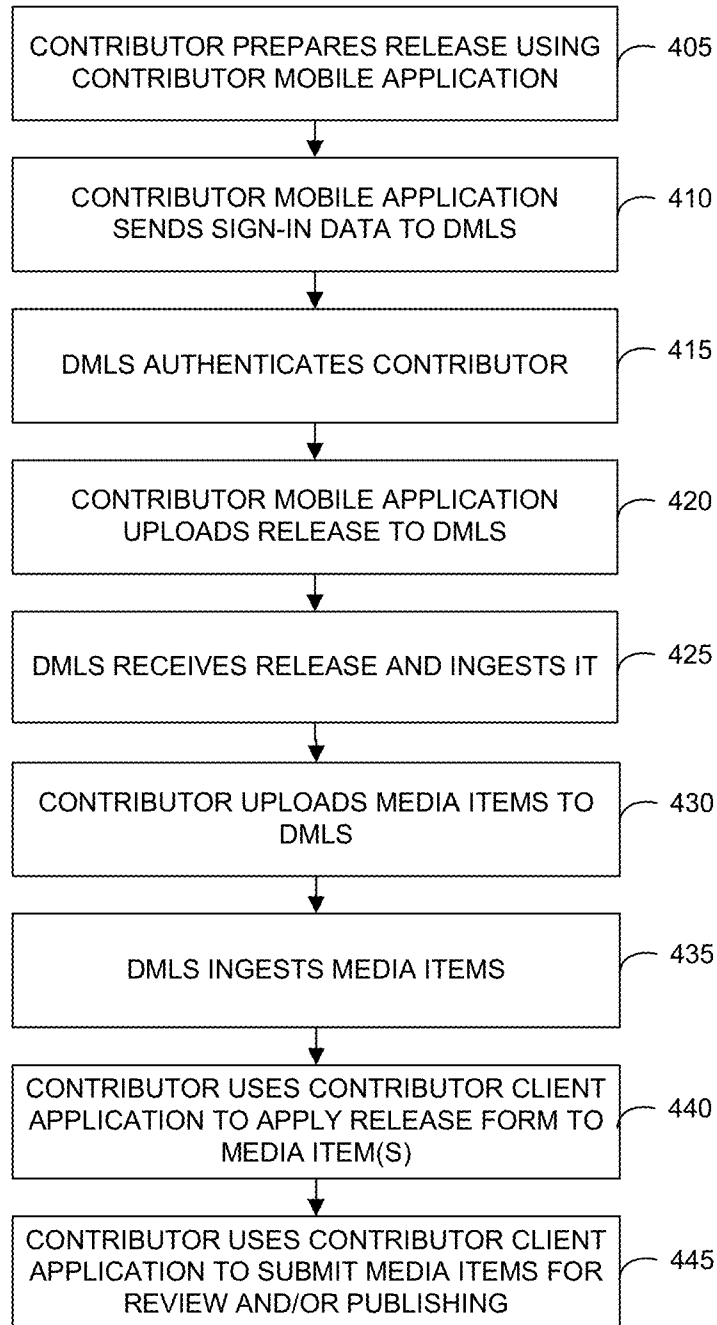 CONTRIBUTOR PREPARES RELEASE USING
CONTRIBUTOR MOBILE APPLICATION
405
CONTRIBUTOR MOBILE APPLICATION
SENDS SIGN-IN DATA TO DMLS
410
DMLS AUTHENTICATES CONTRIBUTOR
415
CONTRIBUTOR MOBILE APPLICATION
UPLOADS RELEASE TO DMLS
420
DMLS RECEIVES RELEASE AND INGESTS IT
425
CONTRIBUTOR UPLOADS MEDIA ITEMS TO
DMLS
430
DMLS INGESTS MEDIA ITEMS
435
CONTRIBUTOR USES CONTRIBUTOR CLIENT
APPLICATION TO APPLY RELEASE FORM TO
MEDIA ITEM(S)
440
CONTRIBUTOR USES CONTRIBUTOR CLIENT
APPLICATION TO SUBMIT MEDIA ITEMS FOR
REVIEW AND/OR PUBLISHING
445